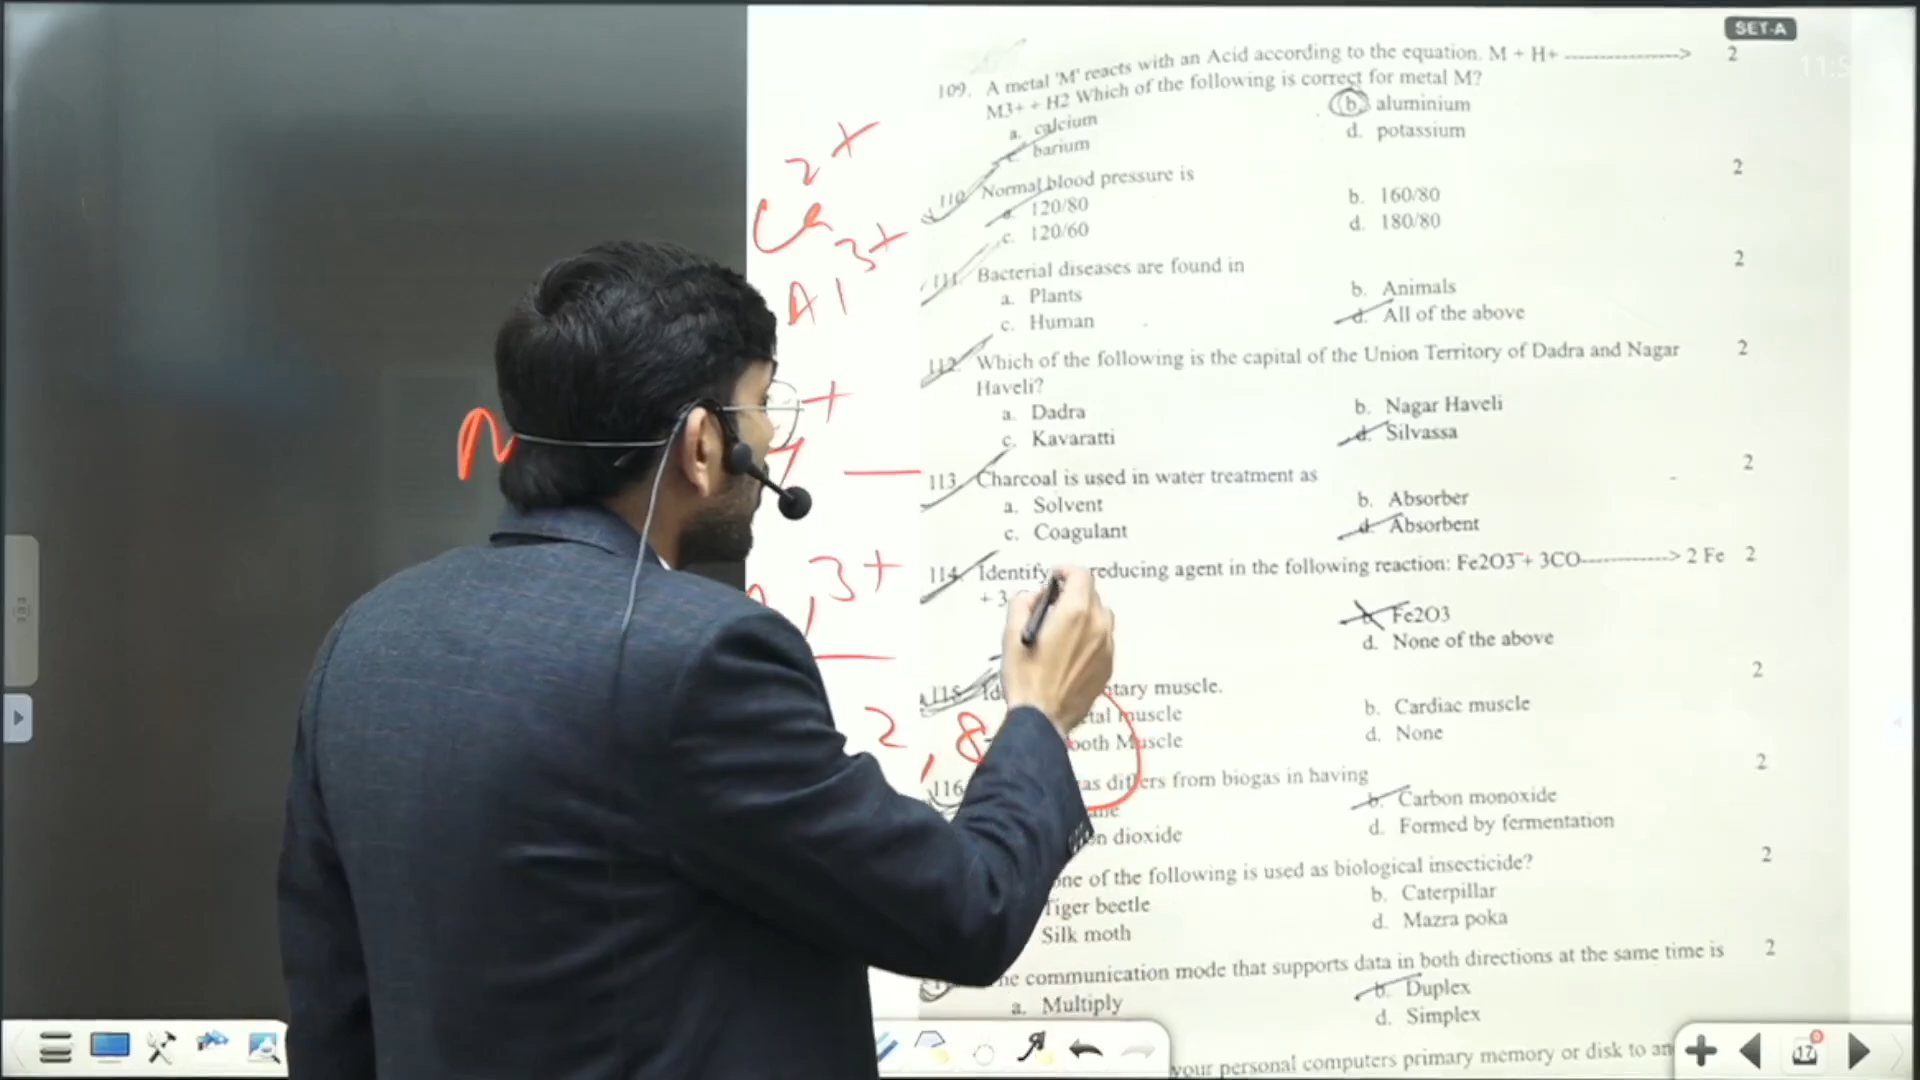 SET-A
109. A metal 'M' reacts with an Acid according to the equation. M + H+ ---------------> 2
M3+ + H2 Which of the following is correct for metal M?
a. calcium b. aluminium
c. barium d. potassium
110. Normal blood pressure is 2
a. 120/80 b. 160/80
c. 120/60 d. 180/80
111. Bacterial diseases are found in 2
a. Plants b. Animals
c. Human d. All of the above
112. Which of the following is the capital of the Union Territory of Dadra and Nagar 2
Haveli?
a. Dadra b. Nagar Haveli
c. Kavaratti d. Silvassa
113. Charcoal is used in water treatment as 2
a. Solvent b. Absorber
c. Coagulant d. Absorbent
114. Identify reducing agent in the following reaction: Fe2O3 + 3CO------------> 2 Fe 2
+ 3
b. Fe2O3
d. None of the above
115. 2
muscle.
muscle b. Cardiac muscle
Muscle d. None
116 differs from biogas in having 2
b. Carbon monoxide
dioxide d. Formed by fermentation
of the following is used as biological insecticide? 2
Tiger beetle b. Caterpillar
Silk moth d. Mazra poka
communication mode that supports data in both directions at the same time is 2
a. Multiply b. Duplex
d. Simplex
your personal computers primary memory or disk to an
Ca 2+
Al 3+
+
3+
2, 8
17